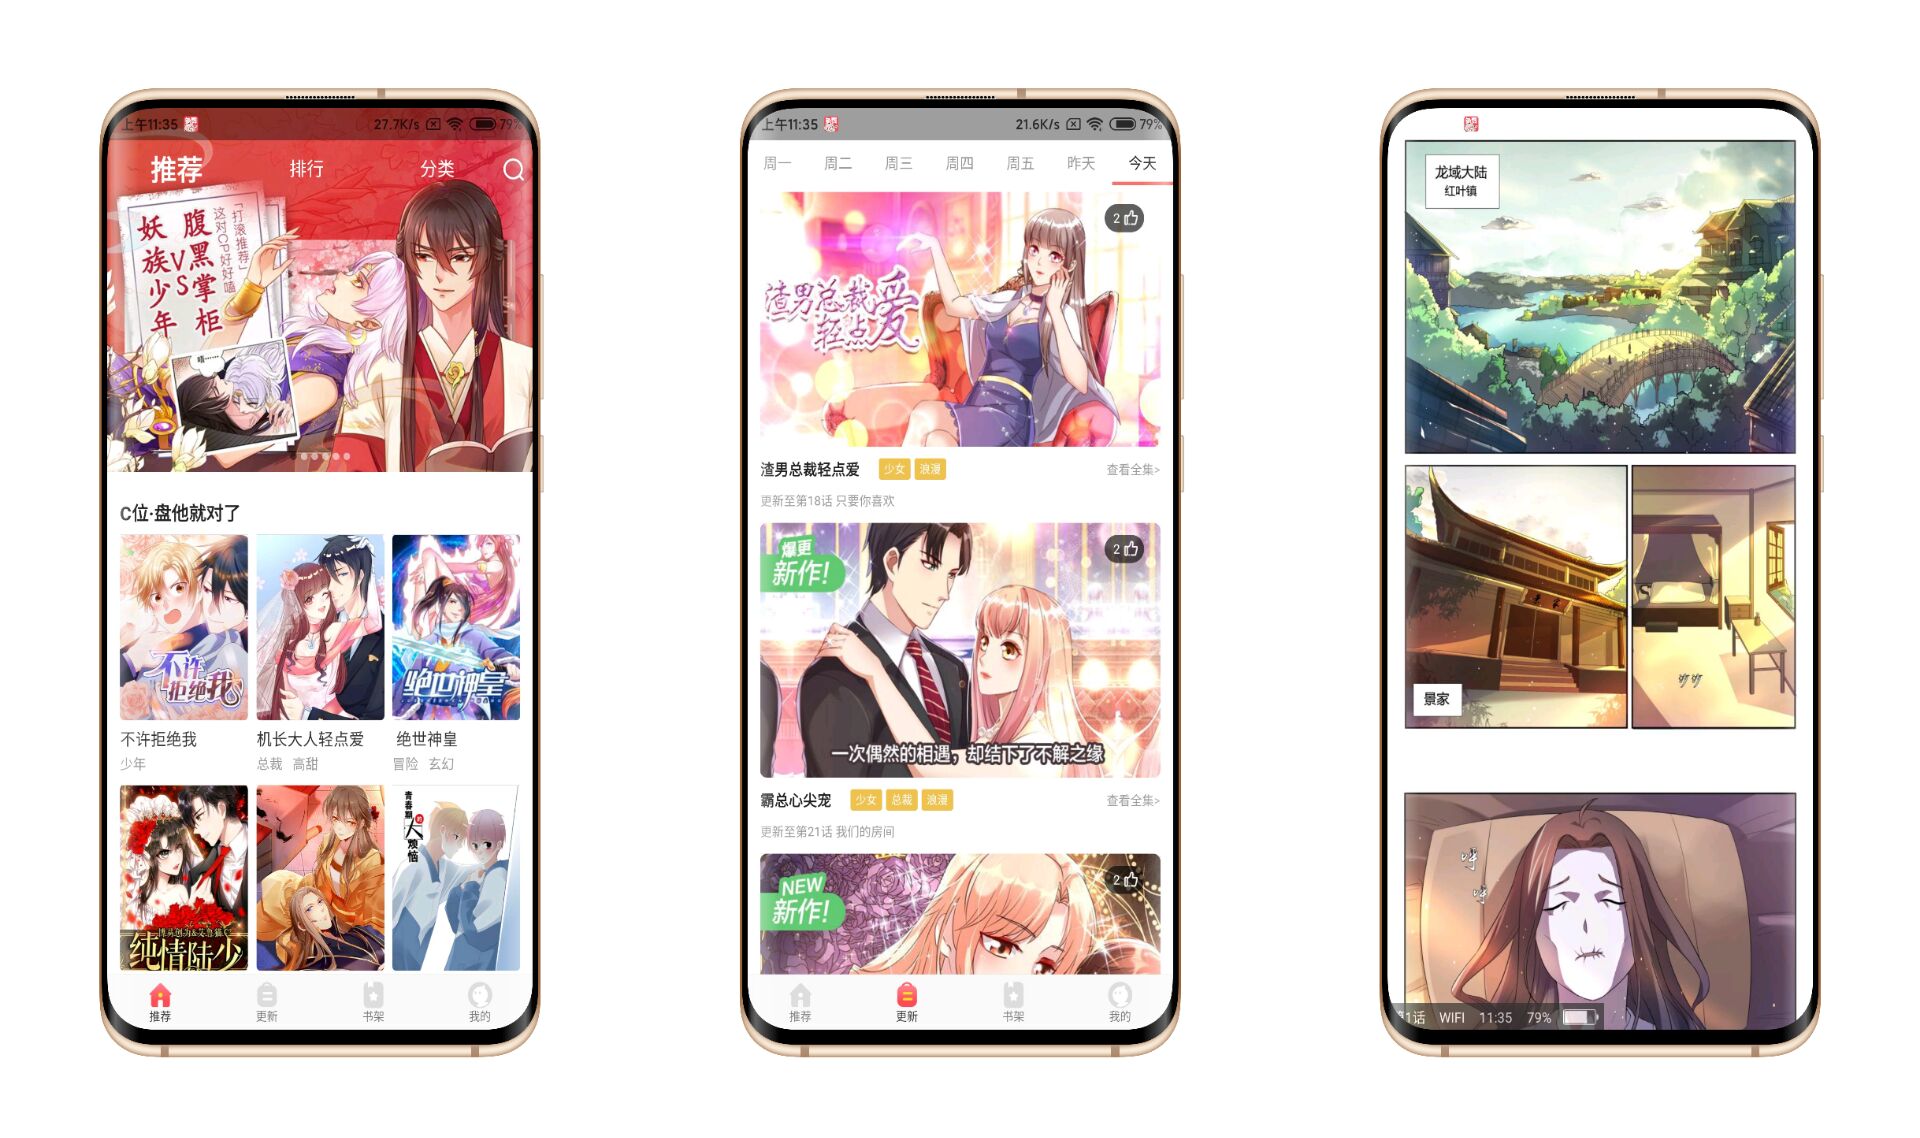 上午11:35
27.7K/s
79%
推荐
排行
分类
「打滚推荐」
这对CP好好嗑
腹黑掌柜
VS
妖族少年
嗯……
C位·盘他就对了
不许拒绝我
不许拒绝我
少年
机长大人轻点爱
总裁 高甜
绝世神皇
绝世神皇
冒险 玄幻
纯情陆少
青春期的大烦恼
推荐
更新
书架
我的
上午11:35
21.6K/s
79%
周一
周二
周三
周四
周五
昨天
今天
2
渣男总裁
轻点爱
渣男总裁轻点爱
少女
浪漫
查看全集>
更新至第18话 只要你喜欢
爆更
新作!
2
一次偶然的相遇，却结下了不解之缘
霸总心尖宠
少女
总裁
浪漫
查看全集>
更新至第21话 我们的房间
NEW
新作!
2
推荐
更新
书架
我的
龙域大陆
红叶镇
景家
呼
呼
1话 WIFI 11:35 79%